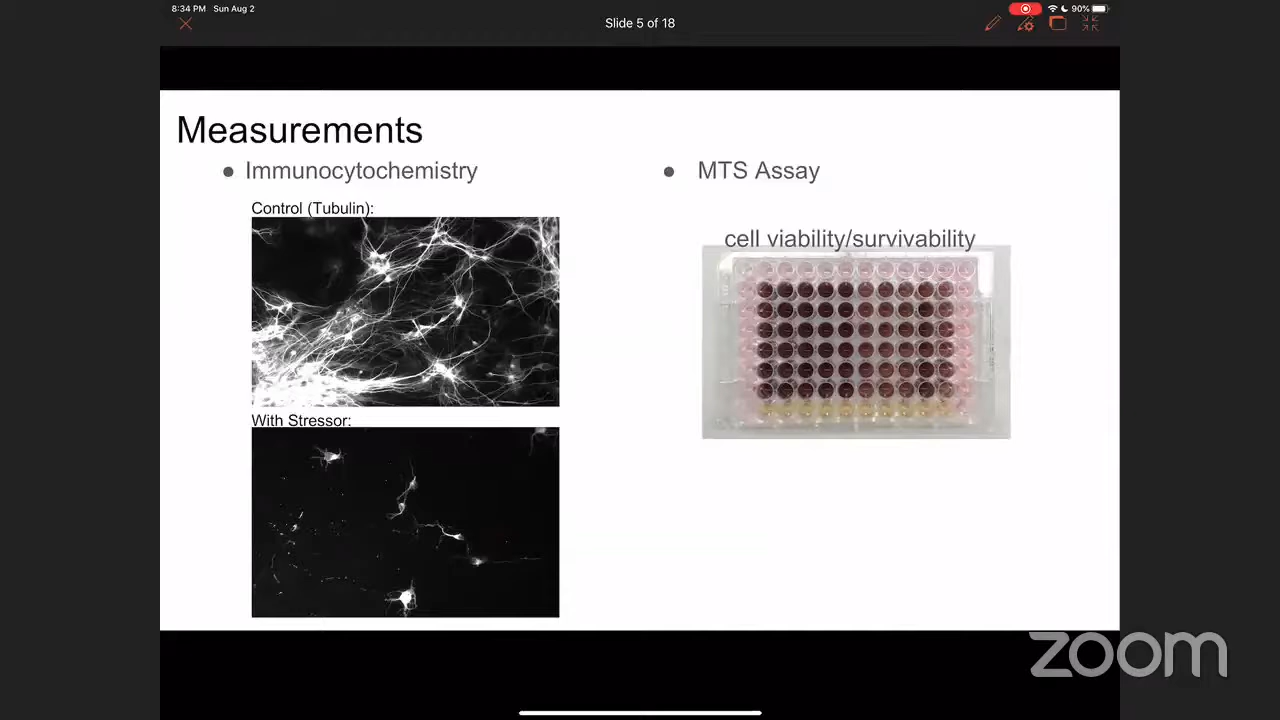 8:34 PM Sun Aug 2
90%
Slide 5 of 18
Measurements
● Immunocytochemistry
Control (Tubulin):
With Stressor:
● MTS Assay
cell viability/survivability
zoom